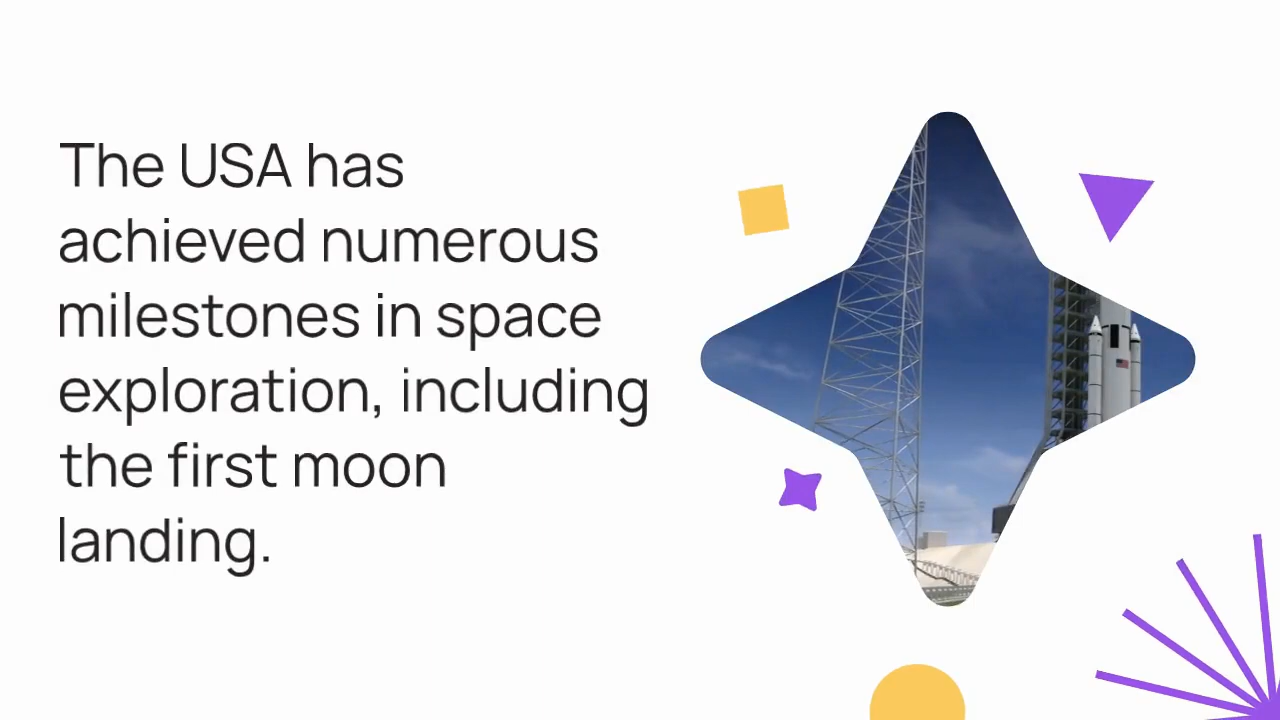 The USA has
achieved numerous
milestones in space
exploration, including
the first moon
landing.